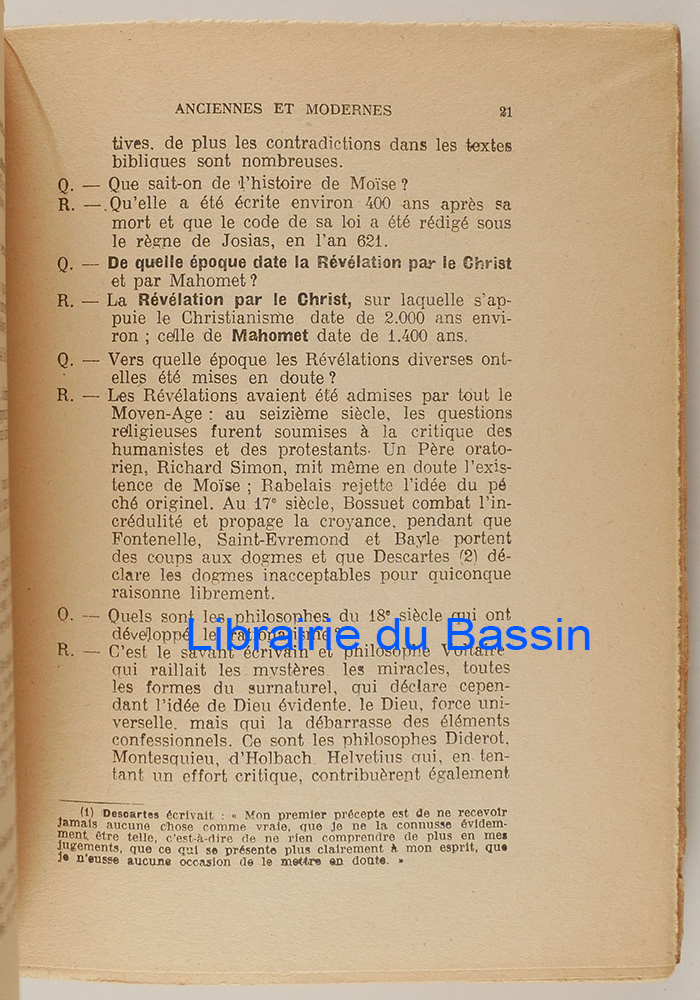 ANCIENNES ET MODERNES 21
tives, de plus les contradictions dans les textes
bibliques sont nombreuses.
Q. — Que sait-on de l'histoire de Moïse ?
R. — Qu'elle a été écrite environ 400 ans après sa
mort et que le code de sa loi a été rédigé sous
le règne de Josias, en l'an 621.
Q. — De quelle époque date la Révélation par le Christ
et par Mahomet ?
R. — La Révélation par le Christ, sur laquelle s'ap-
puie le Christianisme date de 2.000 ans envi-
ron ; celle de Mahomet date de 1.400 ans.
Q. — Vers quelle époque les Révélations diverses ont-
elles été mises en doute ?
R. — Les Révélations avaient été admises par tout le
Moyen-Age : au seizième siècle, les questions
religieuses furent soumises à la critique des
humanistes et des protestants. Un Père orato-
rien, Richard Simon, mit même en doute l'exis-
tence de Moïse ; Rabelais rejette l'idée du pé
ché originel. Au 17e siècle, Bossuet combat l'in-
crédulité et propage la croyance, pendant que
Fontenelle, Saint-Evremond et Bayle portent
des coups aux dogmes et que Descartes (2) dé-
clare les dogmes inacceptables pour quiconque
raisonne librement.
Q. — Quels sont les philosophes du 18e siècle qui ont
développé le rationalisme ?
Librairie du Bassin
R. — C'est le savant écrivain et philosophe Voltaire
qui raillait les mystères les miracles, toutes
les formes du surnaturel, qui déclare cepen-
dant l'idée de Dieu évidente, le Dieu, force uni-
verselle, mais qui la débarrasse des éléments
confessionnels. Ce sont les philosophes Diderot,
Montesquieu, d'Holbach Helvetius qui, en ten-
tant un effort critique, contribuèrent également
(1) Descartes écrivait : « Mon premier précepte est de ne recevoir
jamais aucune chose comme vraie, que je ne la connusse évidem-
ment être telle, c'est-à-dire de ne rien comprendre de plus en mes
jugements, que ce qui se présente plus clairement à mon esprit, que
je n'eusse aucune occasion de le mettre en doute. »